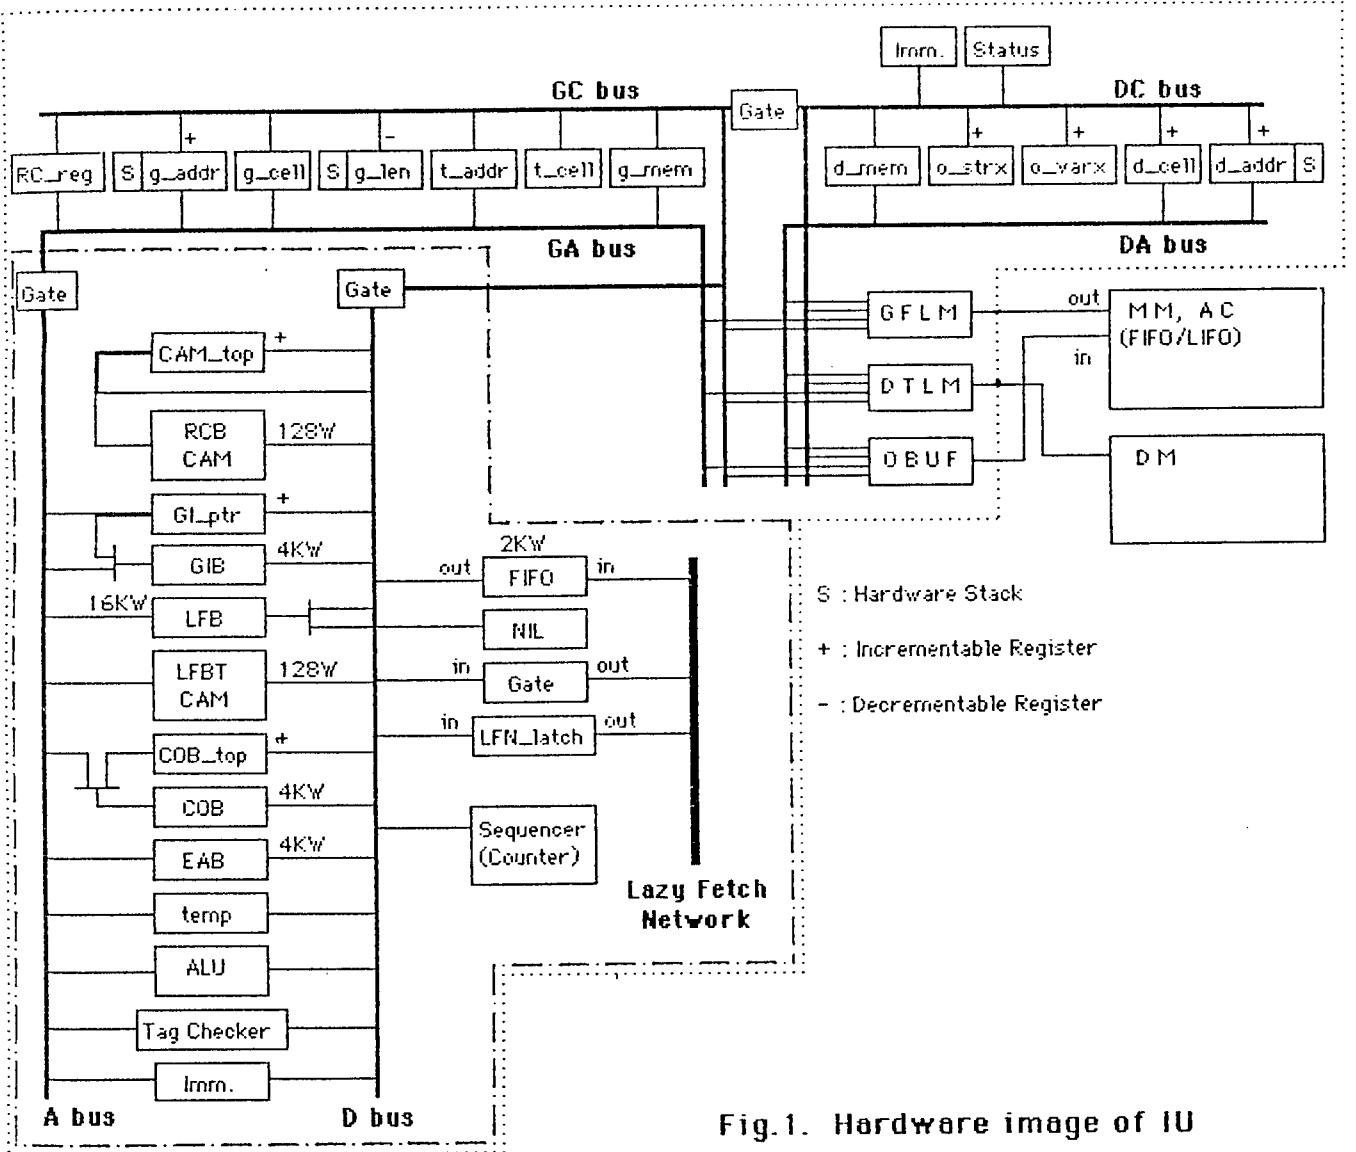 Imm.
Status
GC bus
Gate
DC bus
+
-
+
+
+
+
RC_reg
S g_addr
g_cell
S g_len
t_addr
t_cell
g_mem
d_mem
o_strx
o_varx
d_cell
d_addr S
GA bus
DA bus
Gate
Gate
GFLM
out
MM, AC
(FIFO/LIFO)
in
CAM_top
+
DTLM
RCB
CAM
128W
OBUF
DM
GI_ptr
+
GIB
4KW
2KW
out
FIFO
in
16KW
LFB
NIL
S : Hardware Stack
LFBT
CAM
128W
in
Gate
out
+ : Incrementable Register
in
LFN_latch
out
- : Decrementable Register
COB_top
+
COB
4KW
Sequencer
(Counter)
EAB
4KW
Lazy Fetch
Network
temp
ALU
Tag Checker
Imm.
A bus
D bus
Fig.1. Hardware image of IU